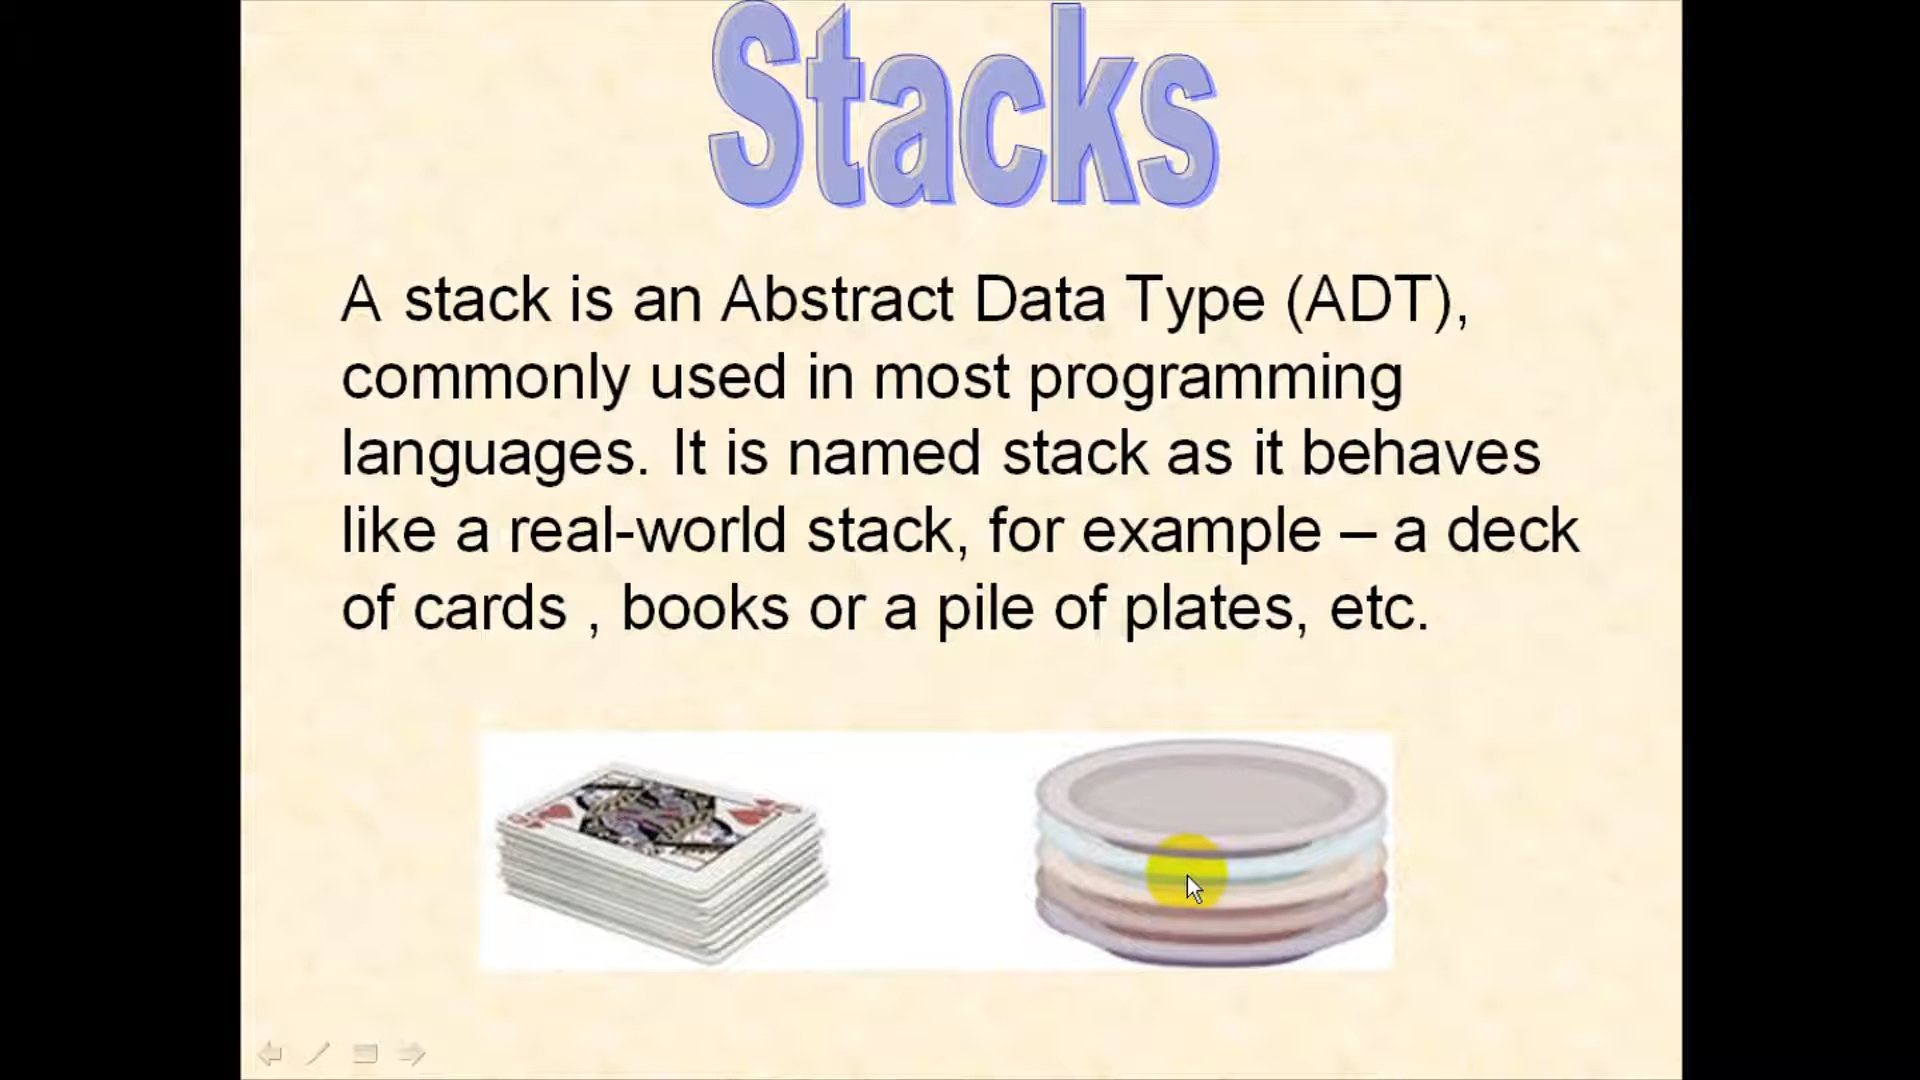 Stacks
A stack is an Abstract Data Type (ADT),
commonly used in most programming
languages. It is named stack as it behaves
like a real-world stack, for example – a deck
of cards , books or a pile of plates, etc.